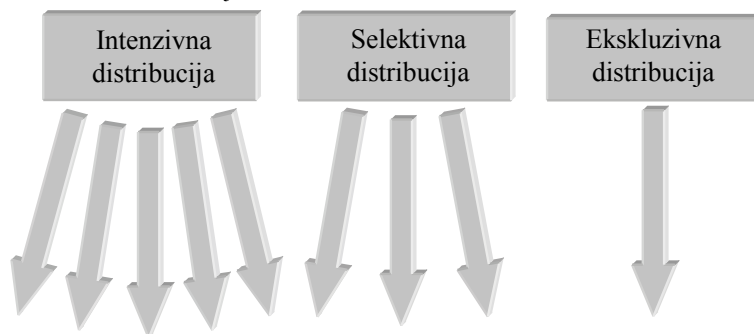 Intenzivna
distribucija
Selektivna
distribucija
Ekskluzivna
distribucija